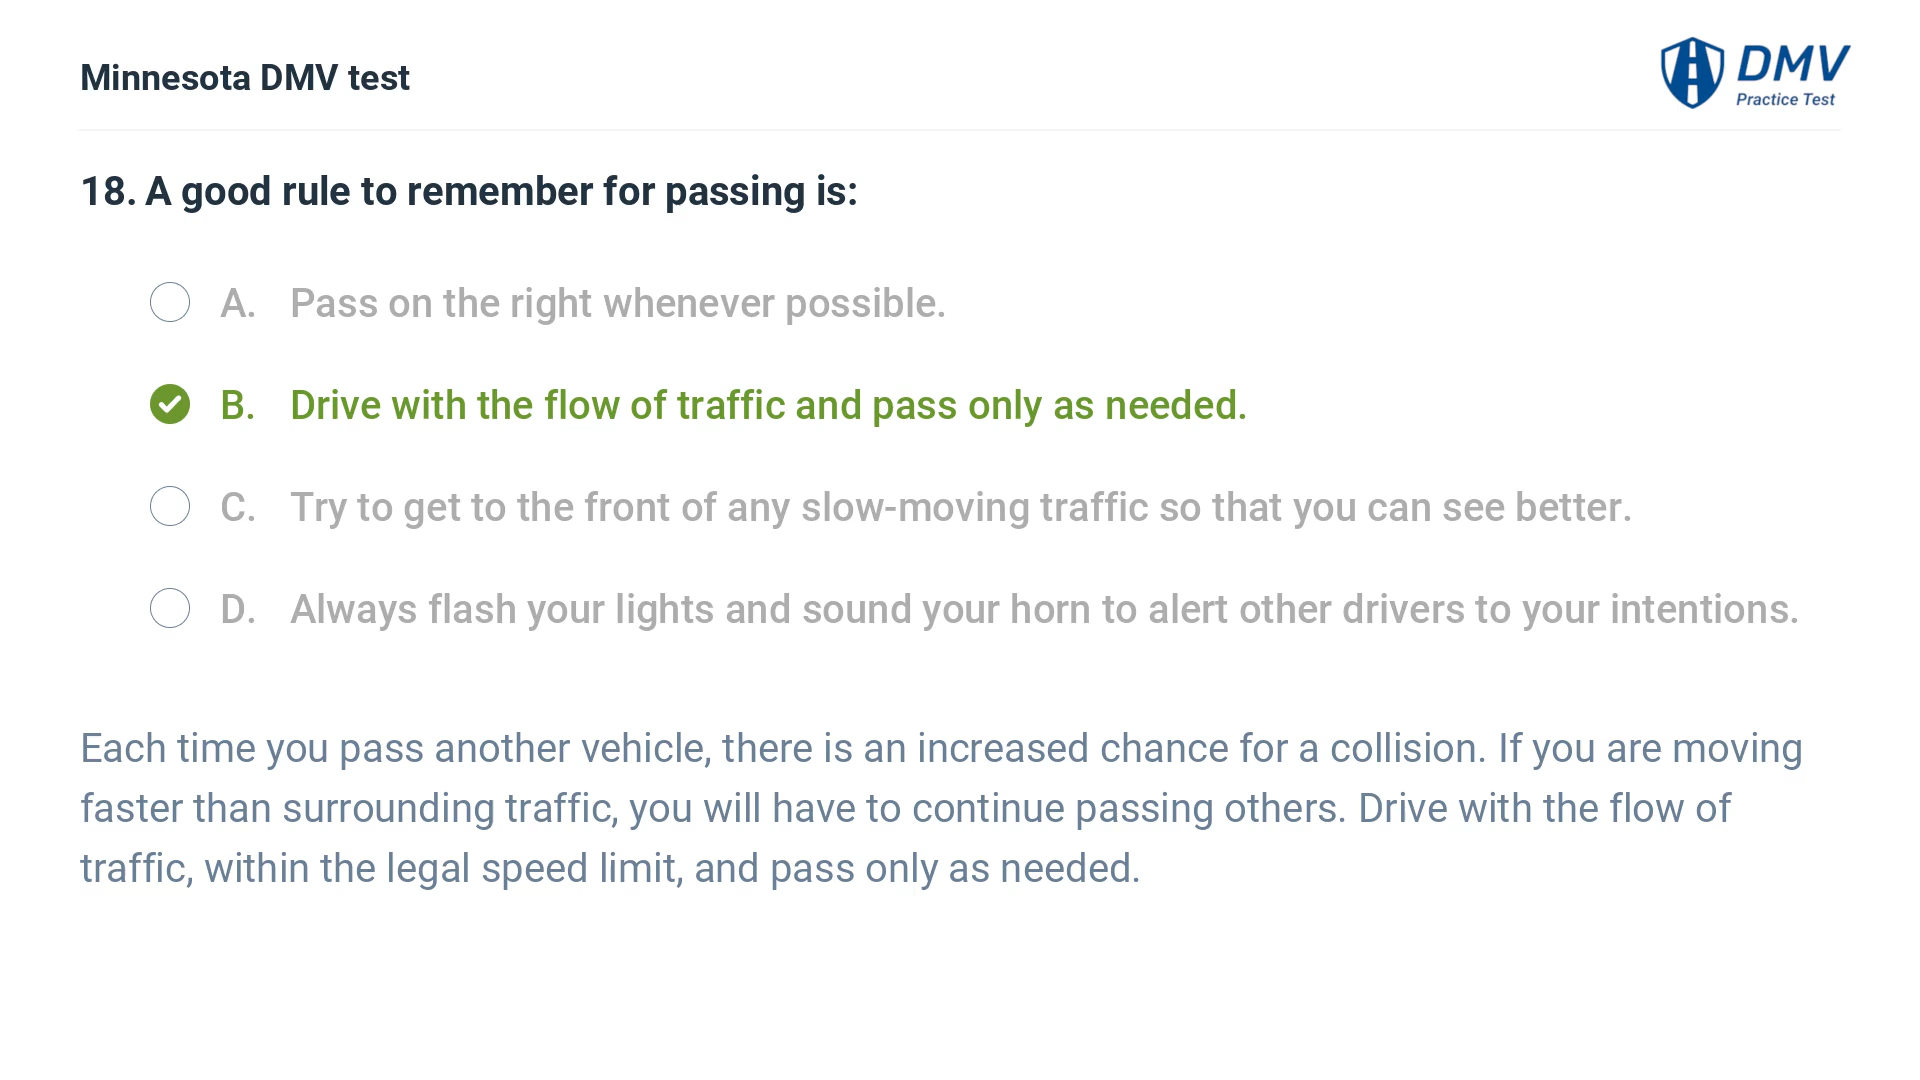 Minnesota DMV test
DMV
Practice Test
18. A good rule to remember for passing is:
A. Pass on the right whenever possible.
B. Drive with the flow of traffic and pass only as needed.
C. Try to get to the front of any slow-moving traffic so that you can see better.
D. Always flash your lights and sound your horn to alert other drivers to your intentions.
Each time you pass another vehicle, there is an increased chance for a collision. If you are moving
faster than surrounding traffic, you will have to continue passing others. Drive with the flow of
traffic, within the legal speed limit, and pass only as needed.